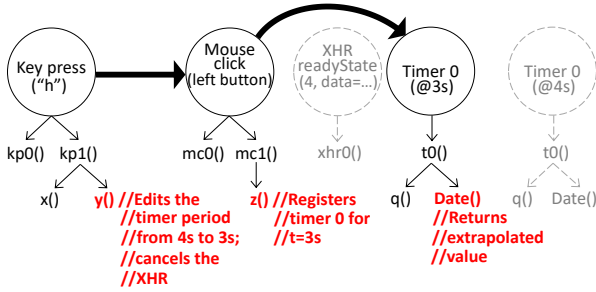 Key press
("h")
Mouse
click
(left button)
XHR
readyState
(4, data=...)
Timer 0
(@3s)
Timer 0
(@4s)
kp0() kp1()
mc0() mc1()
xhr0()
t0()
t0()
x()
y() //Edits the
//timer period
//from 4s to 3s;
//cancels the
//XHR
z() //Registers
//timer 0 for
//t=3s
q()
Date()
//Returns
//extrapolated
//value
q() Date()